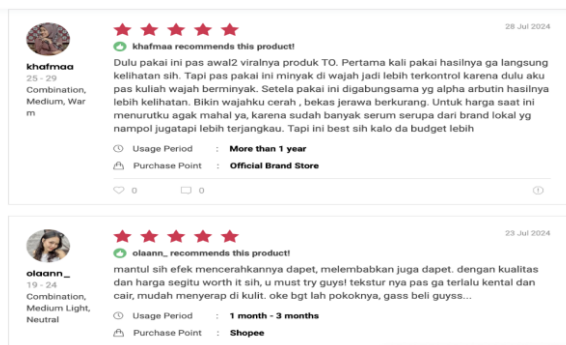 28 Jul 2024
khafmaa recommends this product!
khafmaa
25 - 29
Combination,
Medium, War
m
Dulu pakai ini pas awal2 viralnya produk TO. Pertama kali pakai hasilnya ga langsung
kelihatan sih. Tapi pas pakai ini minyak di wajah jadi lebih terkontrol karena dulu aku
pas kuliah wajah berminyak. Setela pakai ini digabungsama yg alpha arbutin hasilnya
lebih kelihatan. Bikin wajahku cerah , bekas jerawa berkurang. Untuk harga saat ini
menurutku agak mahal ya, karena sudah banyak serum serupa dari brand lokal yg
nampol jugatapi lebih terjangkau. Tapi ini best sih kalo da budget lebih
Usage Period : More than 1 year
Purchase Point : Official Brand Store
0 0
23 Jul 2024
olaann_ recommends this product!
olaann_
19 - 24
Combination,
Medium Light,
Neutral
mantul sih efek mencerahkannya dapet, melembabkan juga dapet. dengan kualitas
dan harga segitu worth it sih, u must try guys! tekstur nya pas ga terlalu kental dan
cair, mudah menyerap di kulit. oke bgt lah pokoknya, gass beli guyss...
Usage Period : 1 month - 3 months
Purchase Point : Shopee